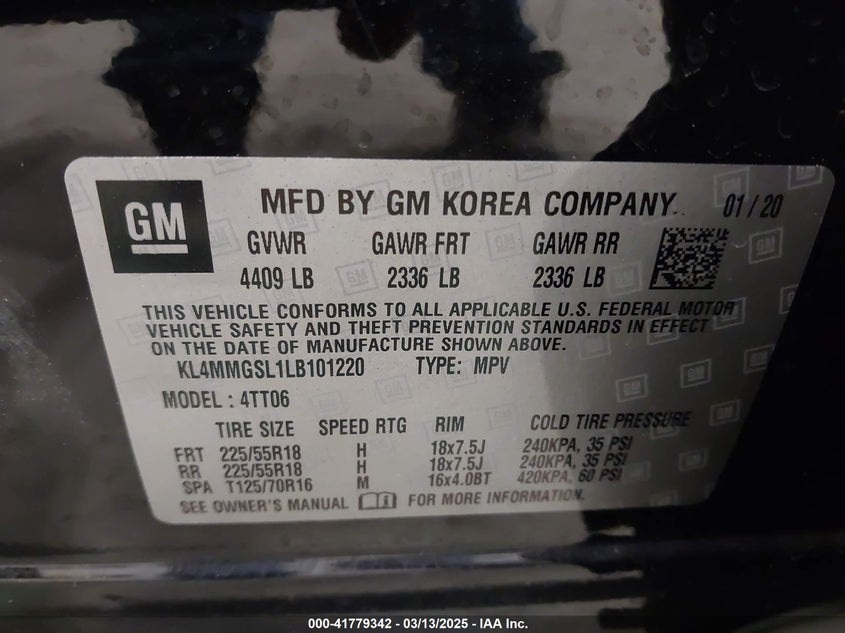 GM
MFD BY GM KOREA COMPANY 01/20
GVWR GAWR FRT GAWR RR
4409 LB 2336 LB 2336 LB
THIS VEHICLE CONFORMS TO ALL APPLICABLE U.S. FEDERAL MOTOR
VEHICLE SAFETY AND THEFT PREVENTION STANDARDS IN EFFECT
ON THE DATE OF MANUFACTURE SHOWN ABOVE.
KL4MMGSL1LB101220 TYPE: MPV
MODEL : 4TT06
TIRE SIZE SPEED RTG RIM COLD TIRE PRESSURE
FRT 225/55R18 H 18x7.5J 240KPA, 35 PSI
RR 225/55R18 H 18x7.5J 240KPA, 35 PSI
SPA T125/70R16 M 16x4.0BT 420KPA, 60 PSI
SEE OWNER'S MANUAL FOR MORE INFORMATION.
000-41779342 - 03/13/2025 - IAA Inc.